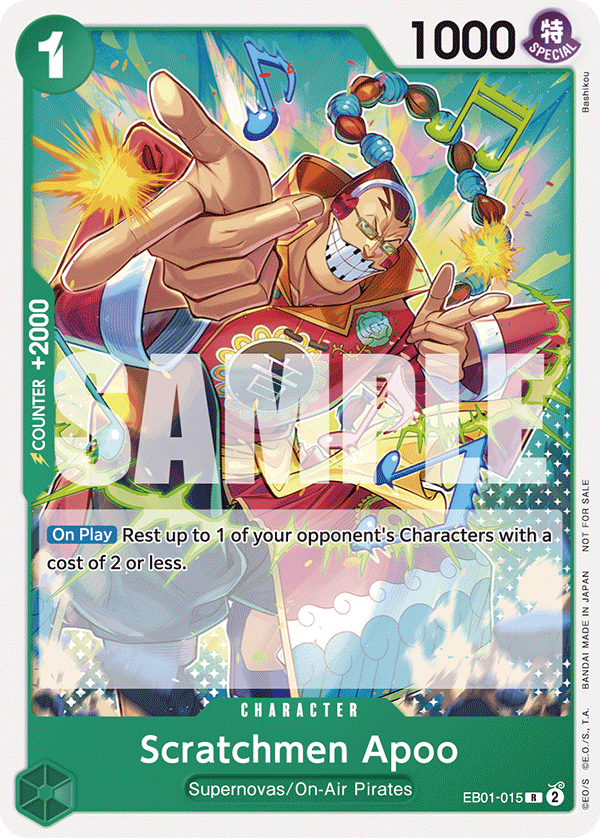 1
1000
特
SPECIAL
Bashikou
COUNTER +2000
SAMPLE
On Play Rest up to 1 of your opponent's Characters with a
cost of 2 or less.
CHARACTER
Scratchmen Apoo
Supernovas/On-Air Pirates
EB01-015 R 2
©EO/S ©E.O./S., T.A. BANDAI MADE IN JAPAN NOT FOR SALE